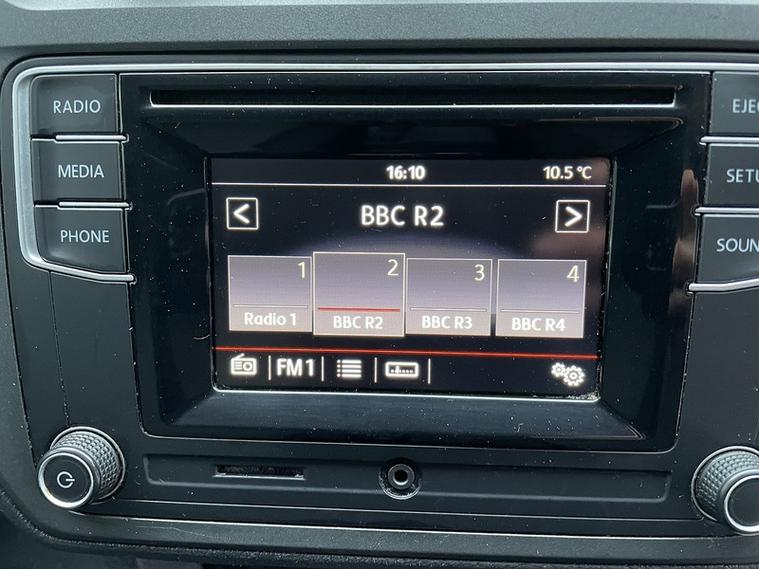 RADIO
MEDIA
PHONE
EJEC
SETU
SOUN
16:10 10.5 °C
< BBC R2 >
1 2 3 4
Radio 1 BBC R2 BBC R3 BBC R4
FM1